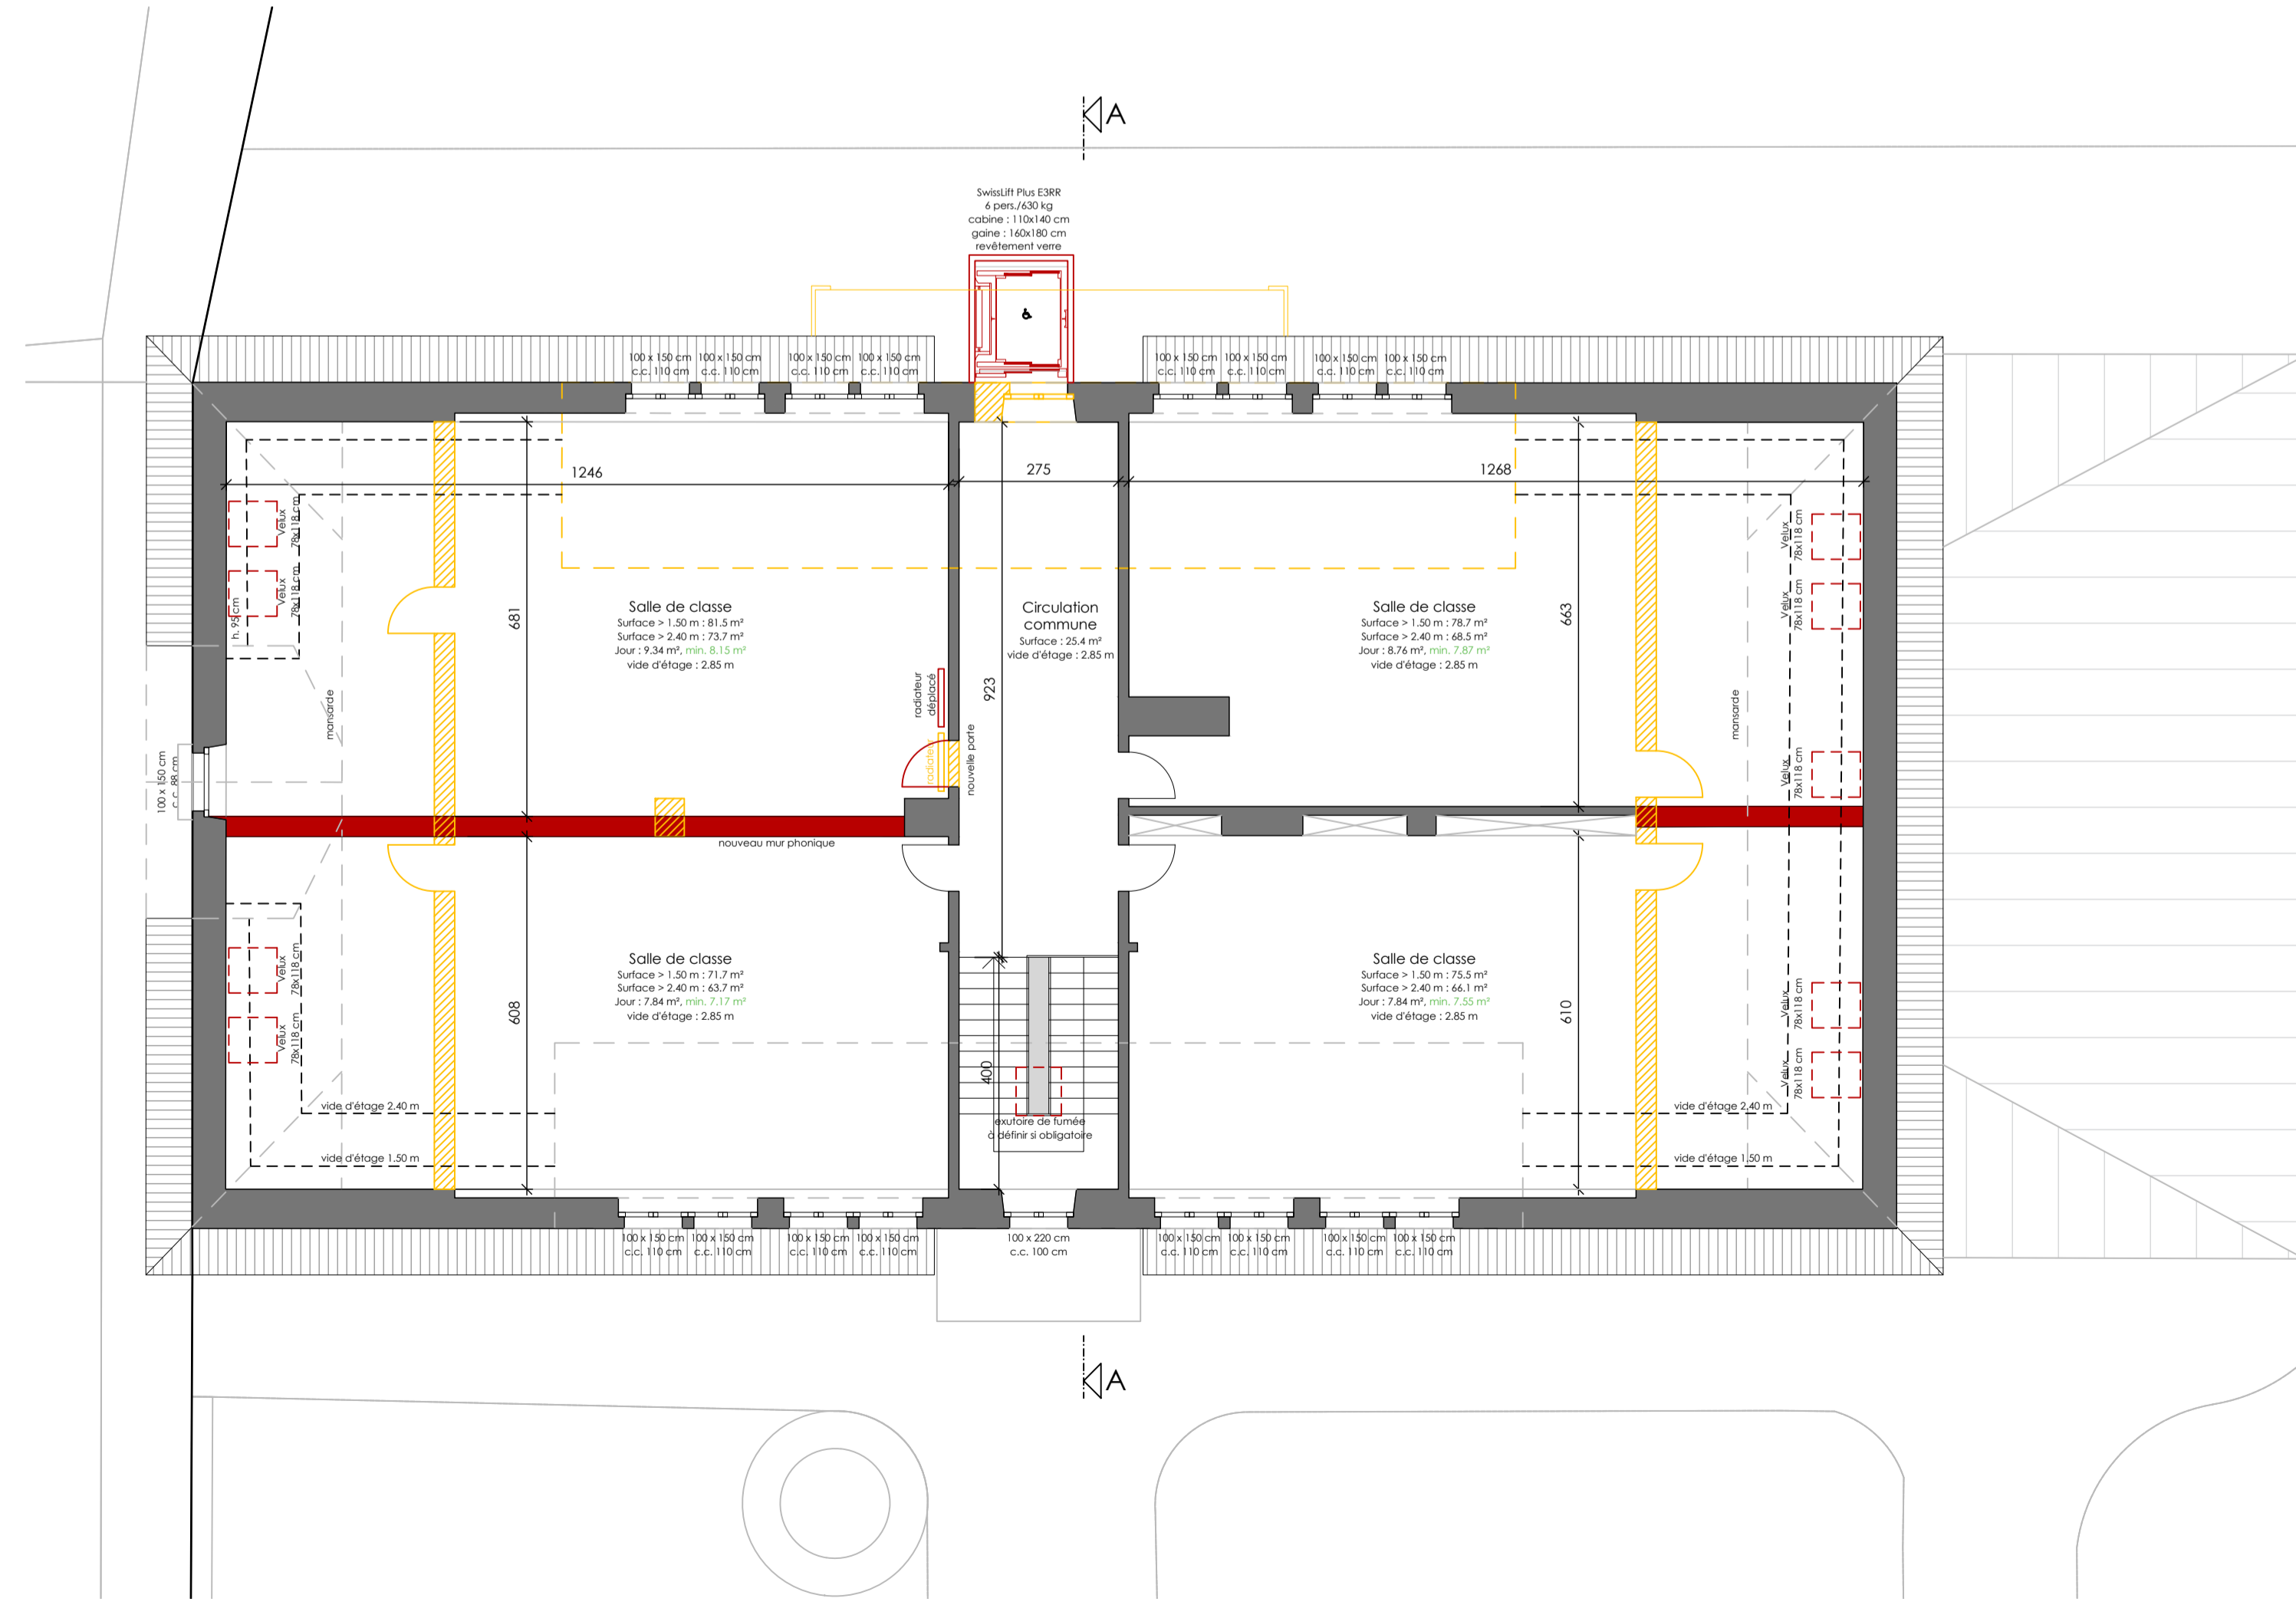 A
SwissLift Plus E3RR
6 pers./630 kg
cabine : 110x140 cm
gaine : 160x180 cm
revêtement verre
100 x 150 cm
c.c. 110 cm
100 x 150 cm
c.c. 110 cm
100 x 150 cm
c.c. 110 cm
100 x 150 cm
c.c. 110 cm
100 x 150 cm
c.c. 110 cm
100 x 150 cm
c.c. 110 cm
100 x 150 cm
c.c. 110 cm
100 x 150 cm
c.c. 110 cm
1246
275
1268
Velux
78x118 cm
Velux
78x118 cm
h. 95 cm
mansarde
100 x 150 cm
c.c. 88 cm
681
Salle de classe
Surface > 1.50 m : 81.5 m²
Surface > 2.40 m : 73.7 m²
Jour : 9.34 m², min. 8.15 m²
vide d'étage : 2.85 m
radiateur
déplacé
radiateur
nouvelle porte
923
Circulation
commune
Surface : 25.4 m²
vide d'étage : 2.85 m
Salle de classe
Surface > 1.50 m : 78.7 m²
Surface > 2.40 m : 68.5 m²
Jour : 8.76 m², min. 7.87 m²
vide d'étage : 2.85 m
663
mansarde
Velux
78x118 cm
Velux
78x118 cm
Velux
78x118 cm
nouveau mur phonique
Velux
78x118 cm
Velux
78x118 cm
608
Salle de classe
Surface > 1.50 m : 71.7 m²
Surface > 2.40 m : 63.7 m²
Jour : 7.84 m², min. 7.17 m²
vide d'étage : 2.85 m
400
exutoire de fumée
à définir si obligatoire
Salle de classe
Surface > 1.50 m : 75.5 m²
Surface > 2.40 m : 66.1 m²
Jour : 7.84 m², min. 7.55 m²
vide d'étage : 2.85 m
610
Velux
78x118 cm
Velux
78x118 cm
vide d'étage 2.40 m
vide d'étage 1.50 m
vide d'étage 2.40 m
vide d'étage 1.50 m
100 x 150 cm
c.c. 110 cm
100 x 150 cm
c.c. 110 cm
100 x 150 cm
c.c. 110 cm
100 x 150 cm
c.c. 110 cm
100 x 220 cm
c.c. 100 cm
100 x 150 cm
c.c. 110 cm
100 x 150 cm
c.c. 110 cm
100 x 150 cm
c.c. 110 cm
100 x 150 cm
c.c. 110 cm
A